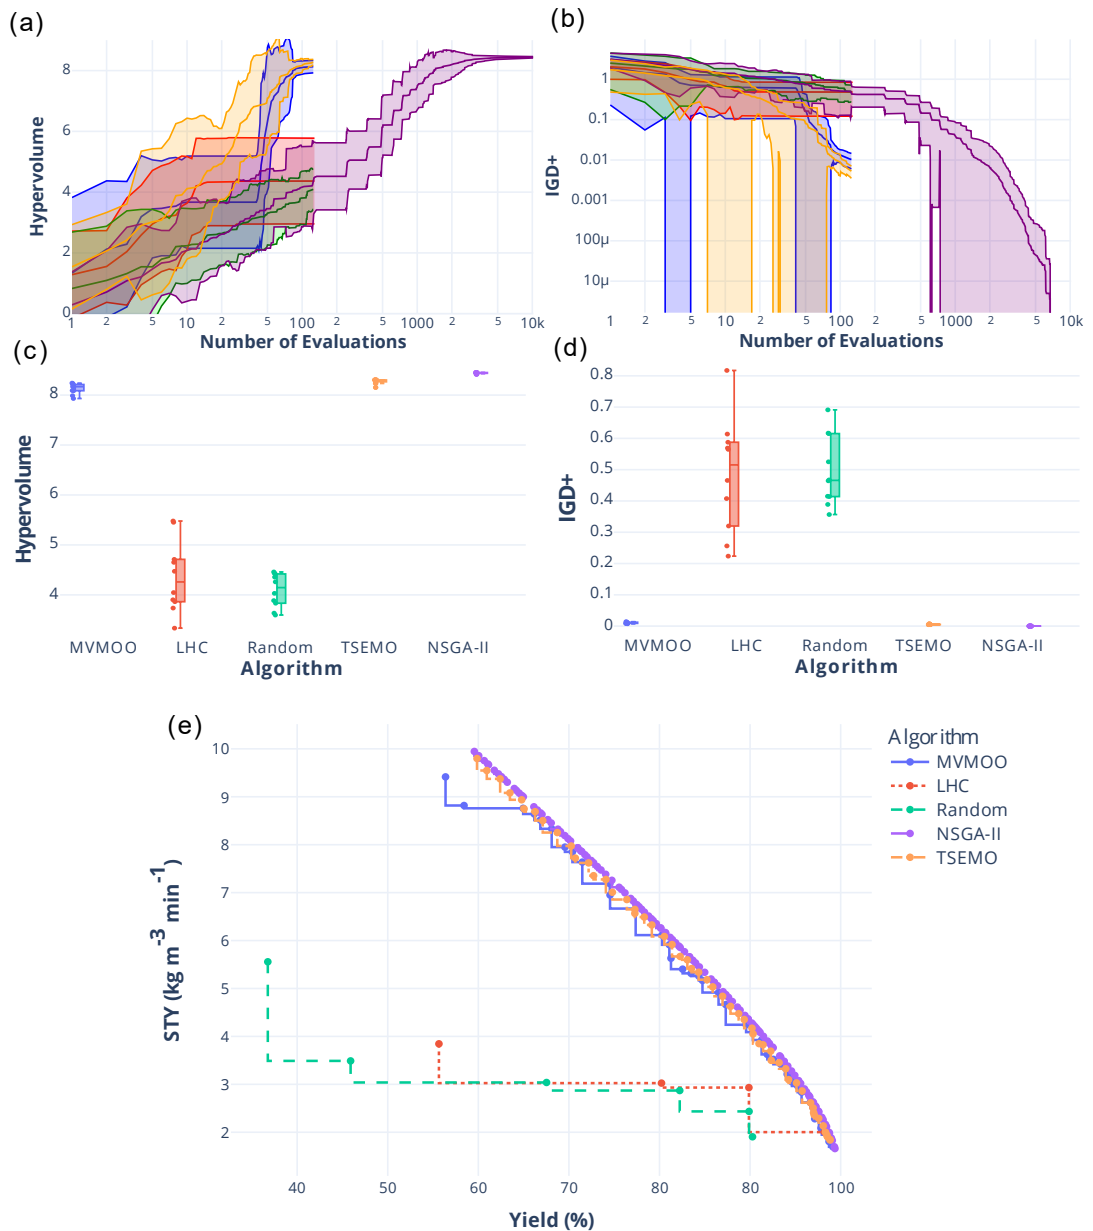 (a)
(b)
Hypervolume
8
6
4
2
0
1 2 5 10 2 5 100 2 5 1000 2 5 10k
Number of Evaluations
IGD+
1
0.1
0.01
0.001
100μ
10μ
1 2 5 10 2 5 100 2 5 1000 2 5 10k
Number of Evaluations
(c)
(d)
Hypervolume
8
7
6
5
4
MVMOO LHC Random TSEMO NSGA-II
Algorithm
IGD+
0.8
0.7
0.6
0.5
0.4
0.3
0.2
0.1
0
MVMOO LHC Random TSEMO NSGA-II
Algorithm
(e)
STY (kg m-3 min-1)
10
9
8
7
6
5
4
3
2
40 60 70 80 80 100
Yield (%)
Algorithm
MVMOO
LHC
Random
NSGA-II
TSEMO